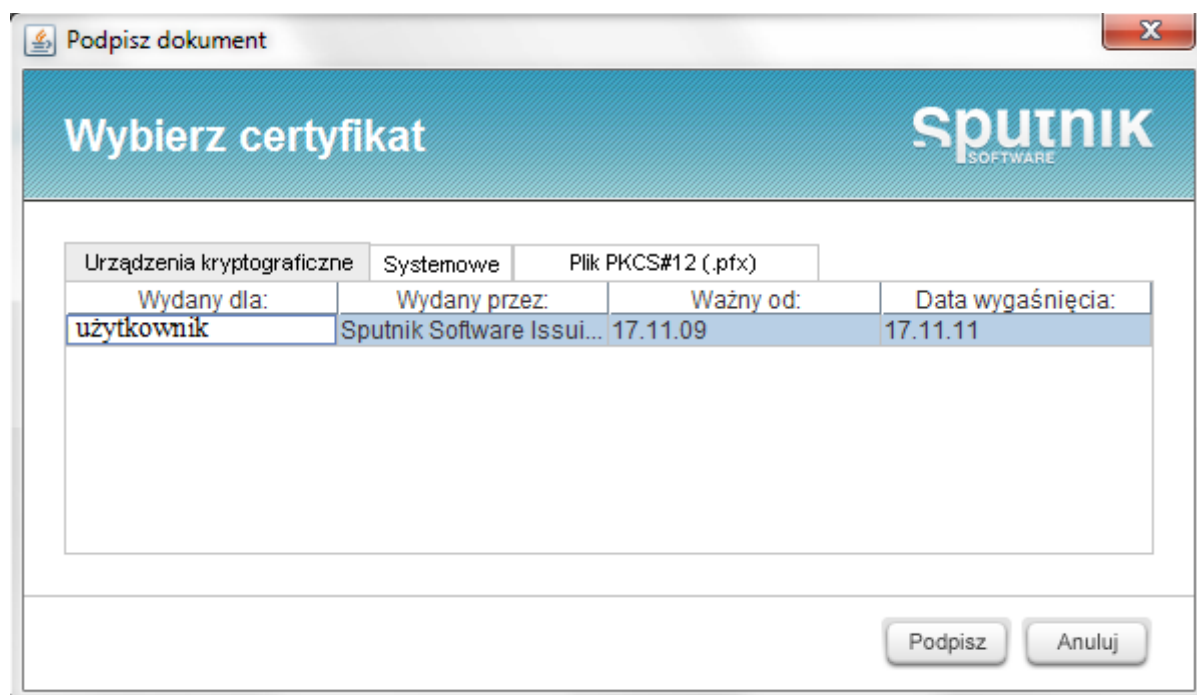 Podpisz dokument
Wybierz certyfikat
Sputnik
SOFTWARE
Urządzenia kryptograficzne Systemowe Plik PKCS#12 (.pfx)
Wydany dla: Wydany przez: Ważny od: Data wygaśnięcia:
użytkownik Sputnik Software Issui... 17.11.09 17.11.11
Podpisz Anuluj